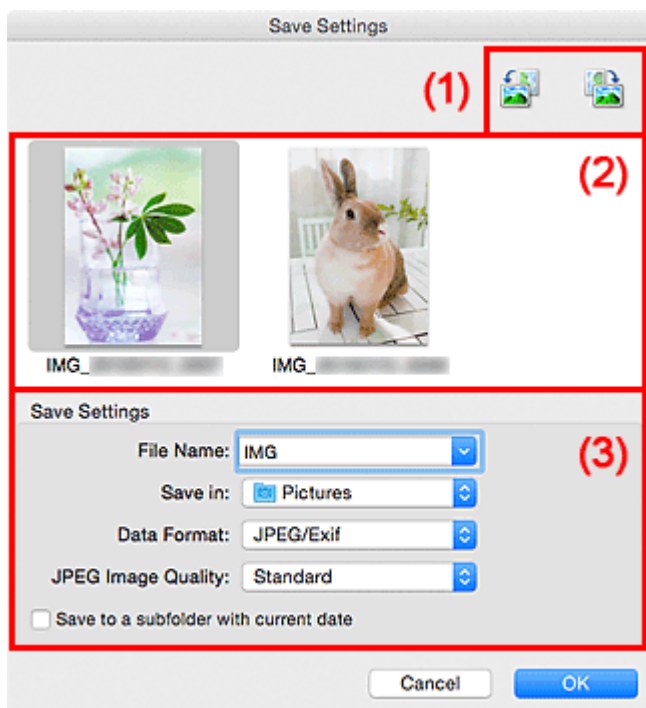 Save Settings
(1)
(2)
IMG_
IMG_
Save Settings
(3)
File Name: IMG
Save in: Pictures
Data Format: JPEG/Exif
JPEG Image Quality: Standard
Save to a subfolder with current date
Cancel OK